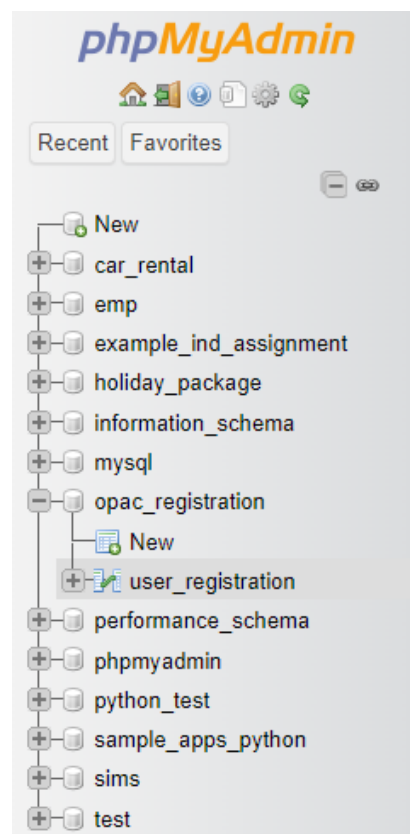 phpMyAdmin
Recent Favorites
New
car_rental
emp
example_ind_assignment
holiday_package
information_schema
mysql
opac_registration
New
user_registration
performance_schema
phpmyadmin
python_test
sample_apps_python
sims
test